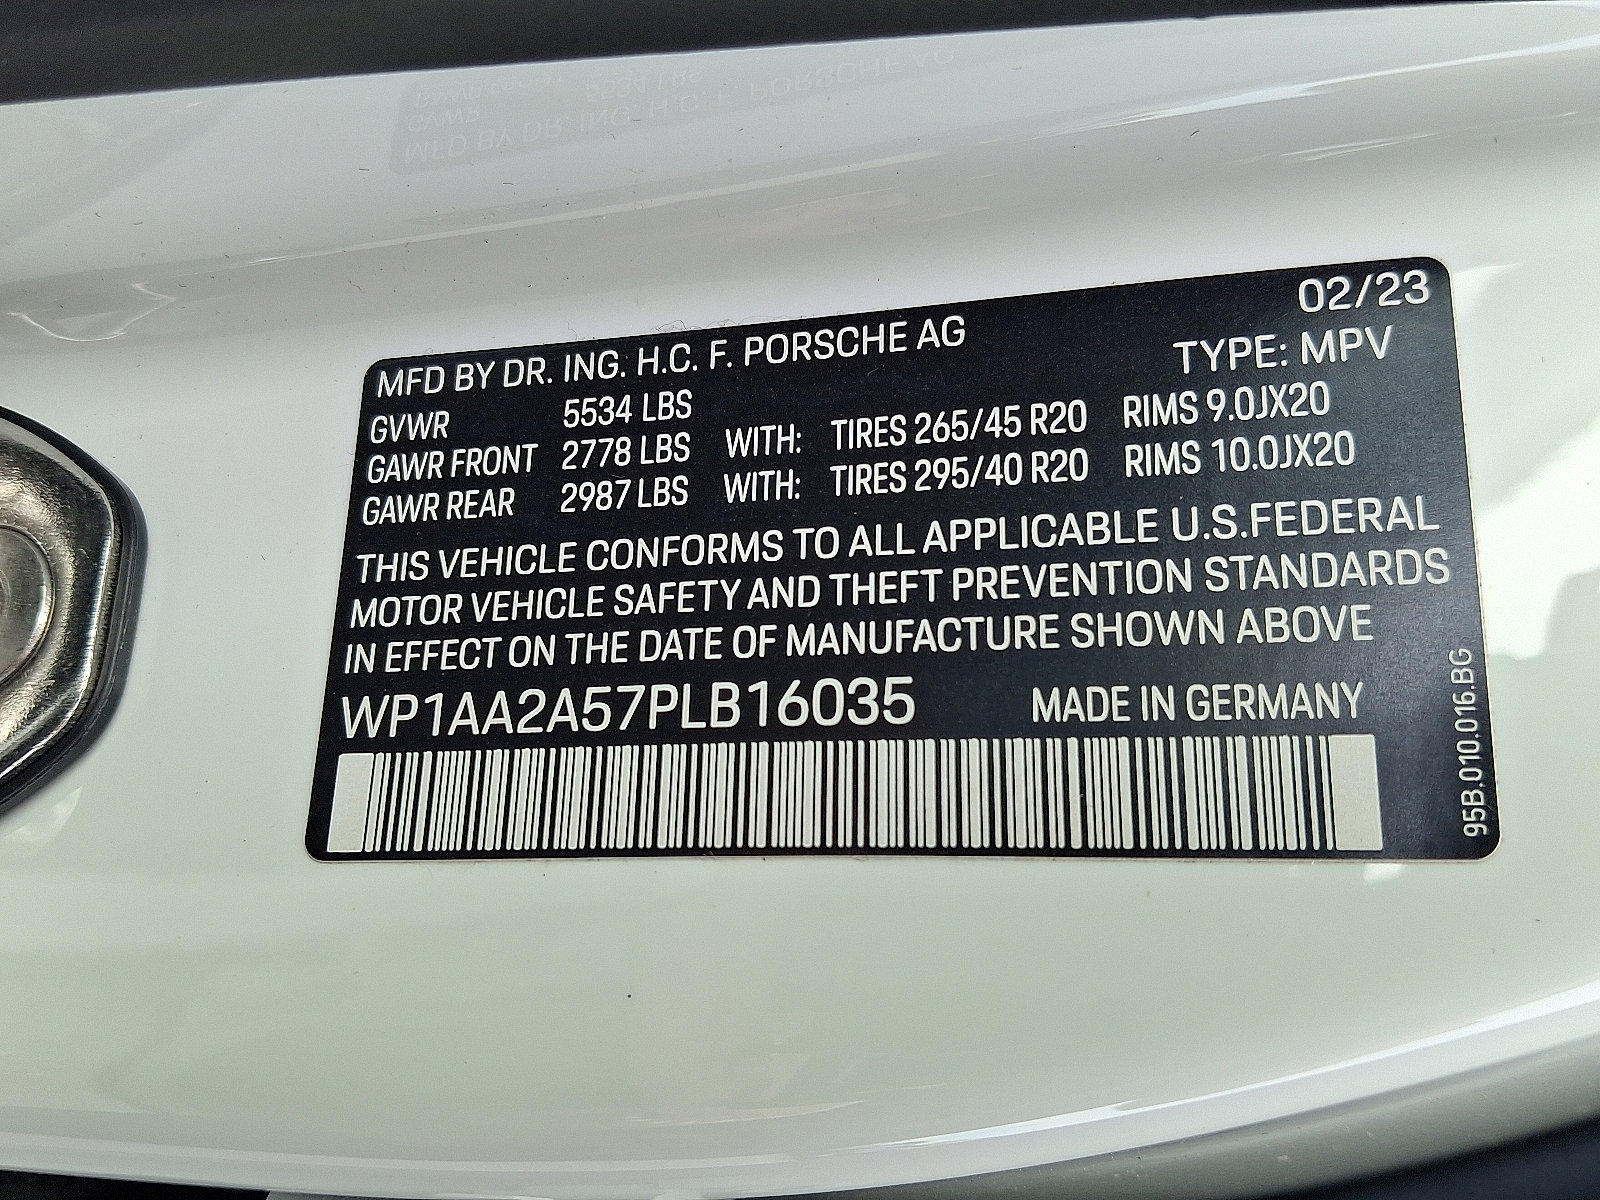 02/23
MFD BY DR. ING. H.C. F. PORSCHE AG
TYPE: MPV
GVWR 5534 LBS
GAWR FRONT 2778 LBS WITH: TIRES 265/45 R20 RIMS 9.0JX20
GAWR REAR 2987 LBS WITH: TIRES 295/40 R20 RIMS 10.0JX20
THIS VEHICLE CONFORMS TO ALL APPLICABLE U.S.FEDERAL
MOTOR VEHICLE SAFETY AND THEFT PREVENTION STANDARDS
IN EFFECT ON THE DATE OF MANUFACTURE SHOWN ABOVE
WP1AA2A57PLB16035 MADE IN GERMANY
95B.010.016.BG